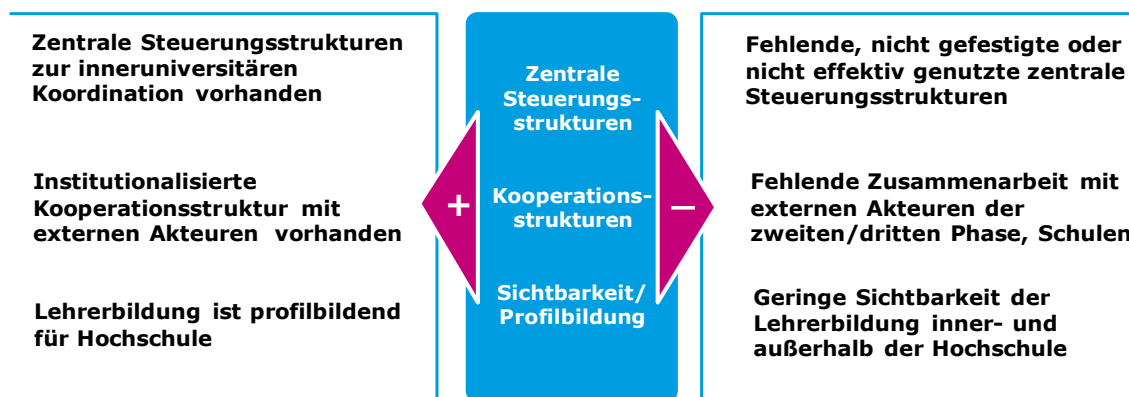 Zentrale Steuerungsstrukturen
zur inneruniversitären
Koordination vorhanden
Institutionalisierte
Kooperationsstruktur mit
externen Akteuren vorhanden
Lehrerbildung ist profilbildend
für Hochschule
Zentrale
Steuerungs-
strukturen
+
Kooperations-
strukturen
–
Sichtbarkeit/
Profilbildung
Fehlende, nicht gefestigte oder
nicht effektiv genutzte zentrale
Steuerungsstrukturen
Fehlende Zusammenarbeit mit
externen Akteuren der
zweiten/dritten Phase, Schulen
Geringe Sichtbarkeit der
Lehrerbildung inner- und
außerhalb der Hochschule